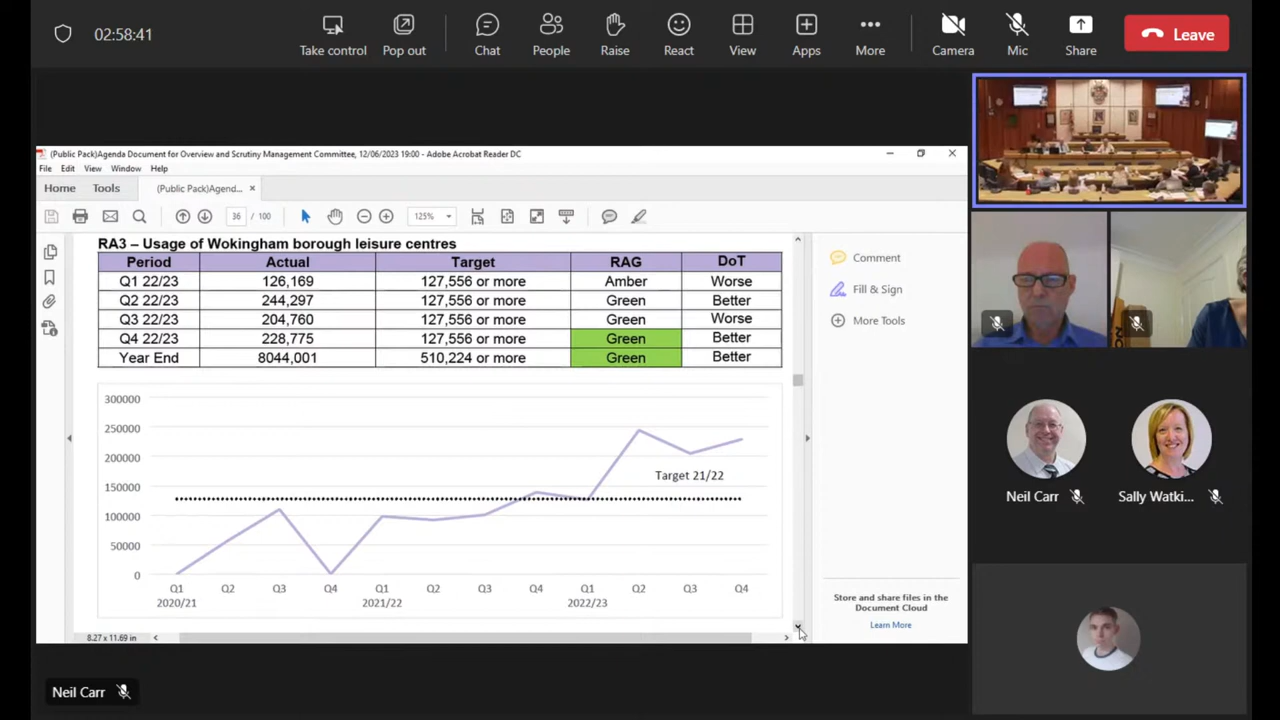 02:58:41
Take control
Pop out
Chat
People
Raise
React
View
Apps
More
Camera
Mic
Share
Leave
(Public Pack)Agenda Document for Overview and Scrutiny Management Committee, 12/06/2023 19:00 - Adobe Acrobat Reader DC
File Edit View Window Help
Home Tools (Public Pack)Agend... ×
36 / 100 125%
RA3 – Usage of Wokingham borough leisure centres
Period Actual Target RAG DoT
Q1 22/23 126,169 127,556 or more Amber Worse
Q2 22/23 244,297 127,556 or more Green Better
Q3 22/23 204,760 127,556 or more Green Worse
Q4 22/23 228,775 127,556 or more Green Better
Year End 8044,001 510,224 or more Green Better
300000
250000
200000
150000
100000
50000
0
Target 21/22
Q1 Q2 Q3 Q4 Q1 Q2 Q3 Q4 Q1 Q2 Q3 Q4
2020/21 2021/22 2022/23
8.27 x 11.69 in
Comment
Fill & Sign
More Tools
Store and share files in the
Document Cloud
Learn More
Neil Carr
Sally Watki...
Neil Carr